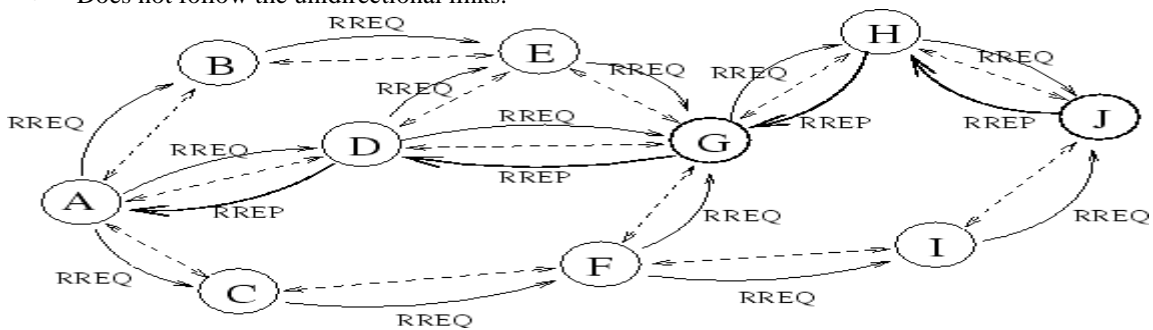 Does not follow the unidirectional links.
RREQ
H
B
E
RREQ
RREQ
RREQ
RREQ
RREQ
RREQ
RREP
RREP
J
RREQ
D
G
RREQ
RREP
A
RREP
RREQ
RREQ
F
I
RREQ
C
RREQ
RREQ